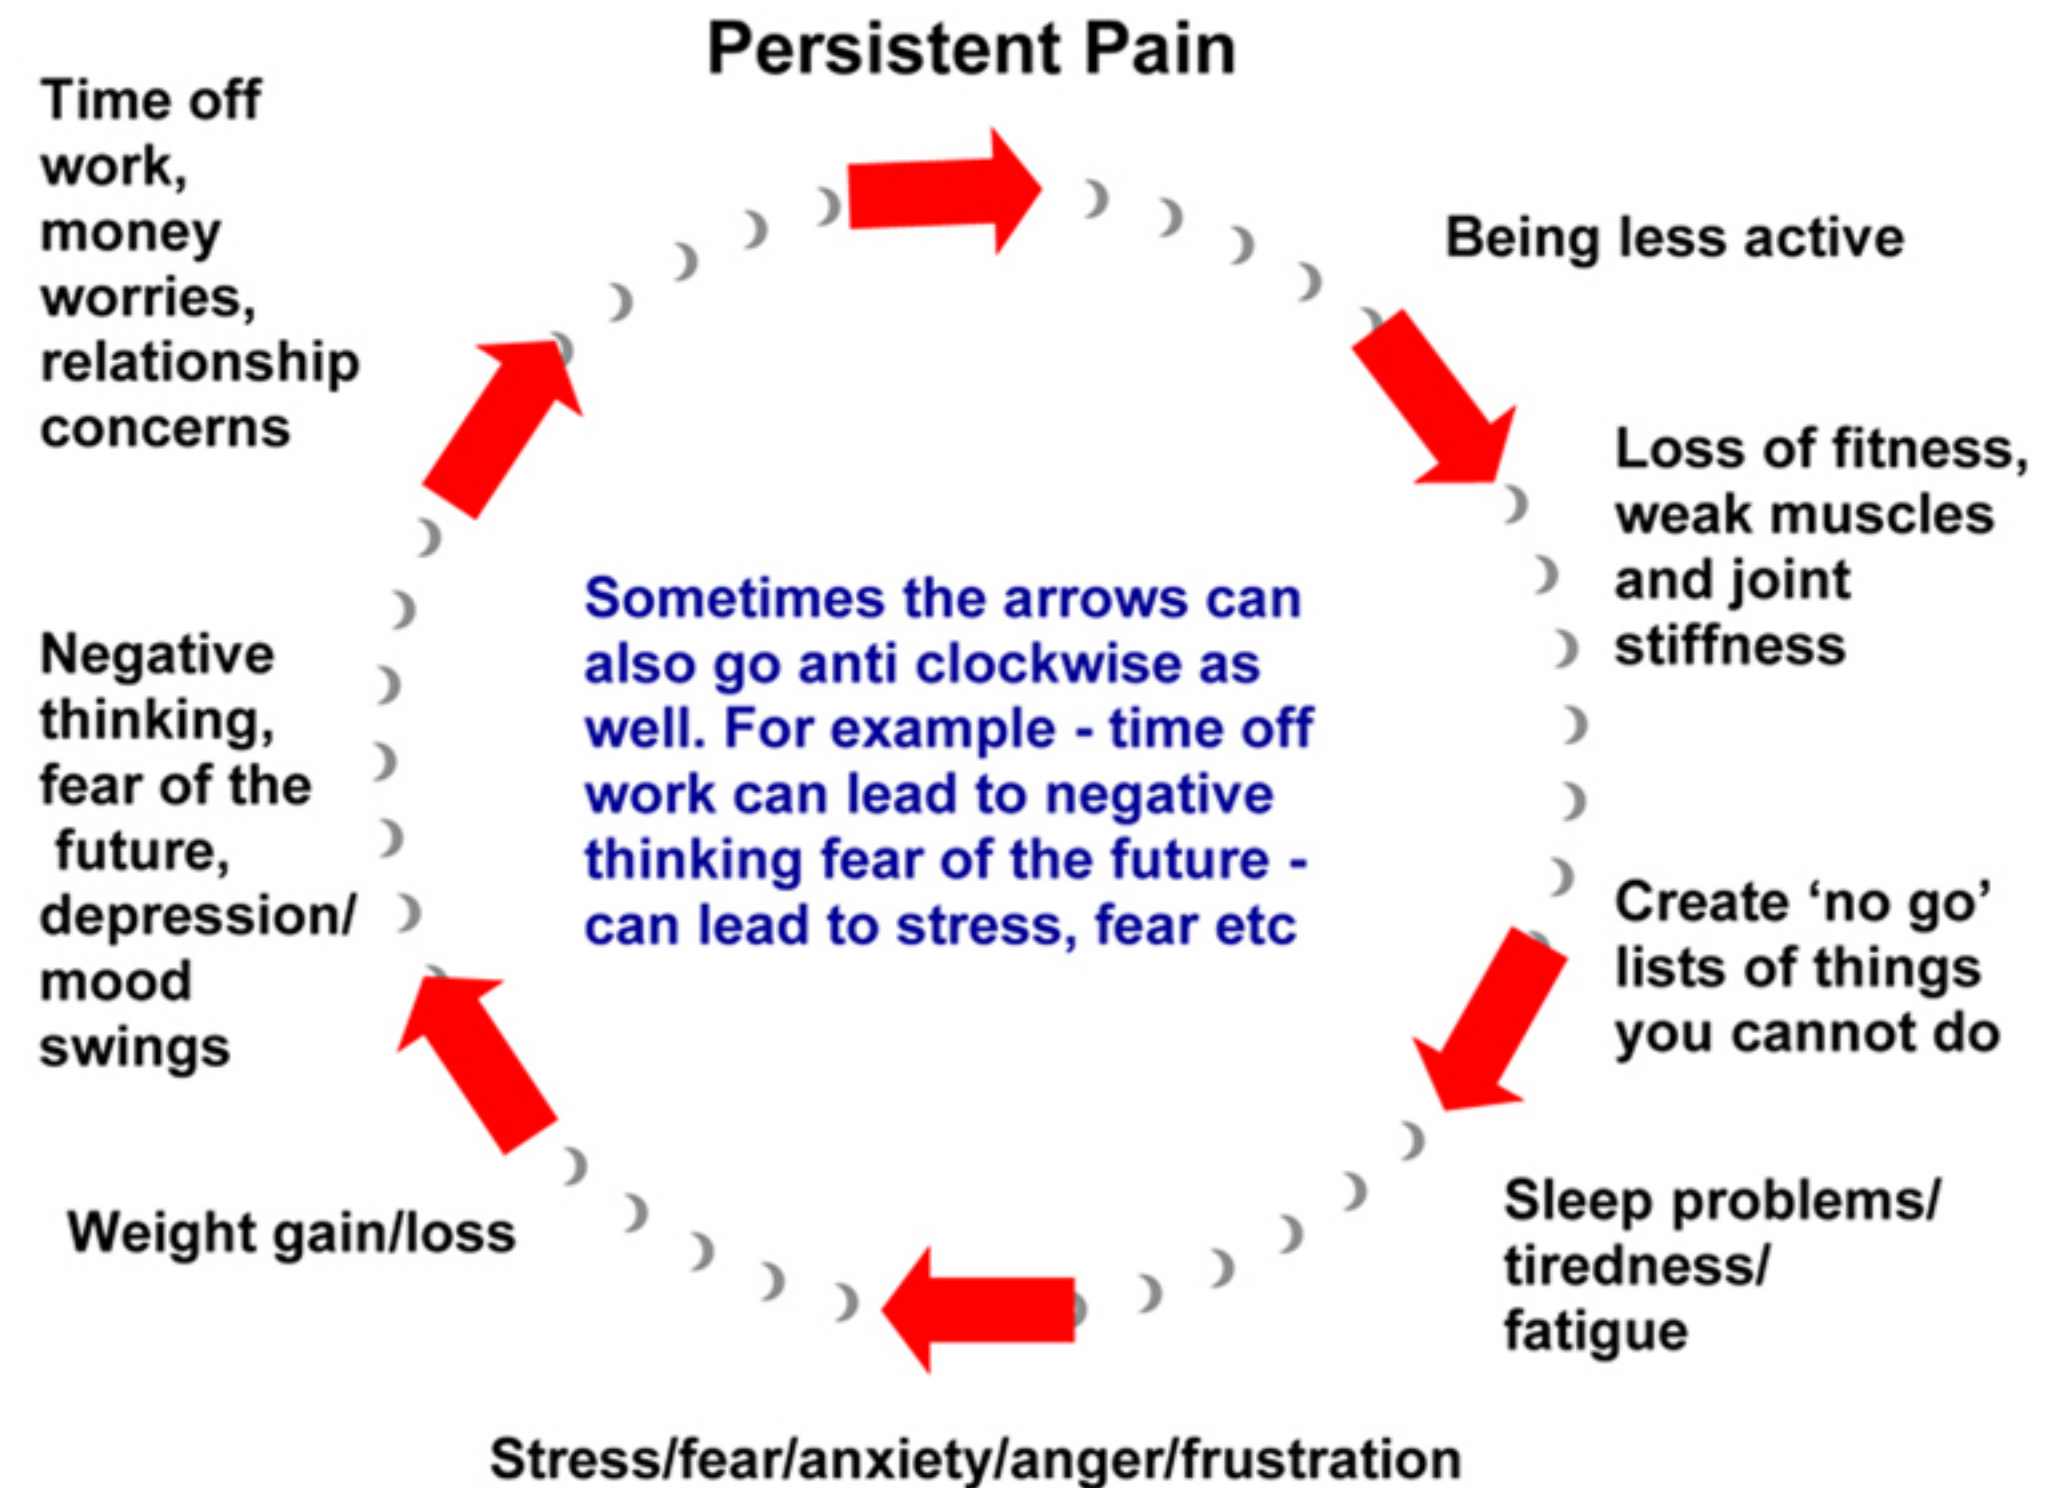 Persistent Pain
Being less active
Loss of fitness,
weak muscles
and joint
stiffness
Create ‘no go’
lists of things
you cannot do
Sleep problems/
tiredness/
fatigue
Stress/fear/anxiety/anger/frustration
Weight gain/loss
Negative
thinking,
fear of the
future,
depression/
mood
swings
Time off
work,
money
worries,
relationship
concerns
Sometimes the arrows can
also go anti clockwise as
well. For example - time off
work can lead to negative
thinking fear of the future -
can lead to stress, fear etc